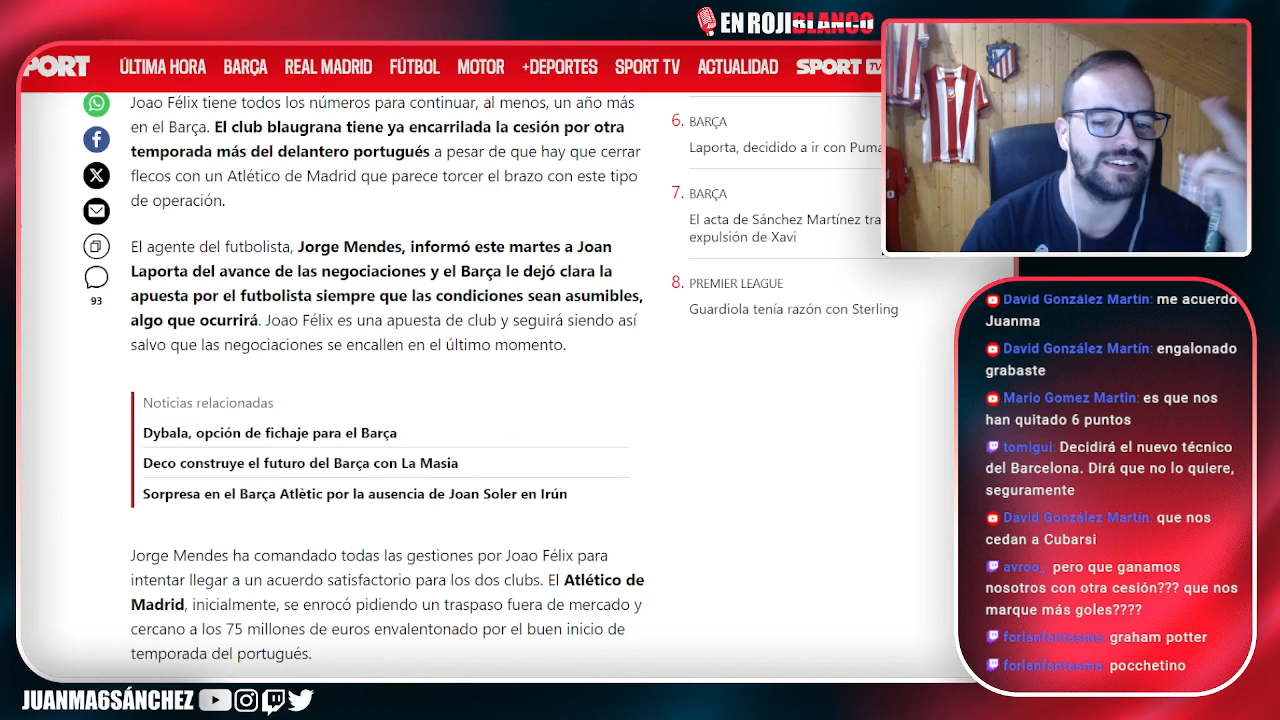 EN ROJIBLANCO
PORT
ÚLTIMA HORA BARÇA REAL MADRID FÚTBOL MOTOR +DEPORTES SPORT TV ACTUALIDAD SPORT TV
Joao Félix tiene todos los números para continuar, al menos, un año más
en el Barça. El club blaugrana tiene ya encarrilada la cesión por otra
temporada más del delantero portugués a pesar de que hay que cerrar
flecos con un Atlético de Madrid que parece torcer el brazo con este tipo
de operación.
El agente del futbolista, Jorge Mendes, informó este martes a Joan
Laporta del avance de las negociaciones y el Barça le dejó clara la
apuesta por el futbolista siempre que las condiciones sean asumibles,
algo que ocurrirá. Joao Félix es una apuesta de club y seguirá siendo así
salvo que las negociaciones se encallen en el último momento.
93
Noticias relacionadas
Dybala, opción de fichaje para el Barça
Deco construye el futuro del Barça con La Masia
Sorpresa en el Barça Atlètic por la ausencia de Joan Soler en Irún
Jorge Mendes ha comandado todas las gestiones por Joao Félix para
intentar llegar a un acuerdo satisfactorio para los dos clubs. El Atlético de
Madrid, inicialmente, se enrocó pidiendo un traspaso fuera de mercado y
cercano a los 75 millones de euros envalentonado por el buen inicio de
temporada del portugués.
6. BARÇA
Laporta, decidido a ir con Puma
7. BARÇA
El acta de Sánchez Martínez tra
expulsión de Xavi
8. PREMIER LEAGUE
Guardiola tenía razón con Sterling
David González Martín: me acuerdo
Juanma
David González Martín: engalonado
grabaste
Mario Gomez Martin: es que nos
han quitado 6 puntos
tomigui: Decidirá el nuevo técnico
del Barcelona. Dirá que no lo quiere,
seguramente
David González Martín: que nos
cedan a Cubarsi
avroo_: pero que ganamos
nosotros con otra cesión??? que nos
marque más goles????
forlanfantasma: graham potter
forlanfantasma: pocchetino
JUANMA6SÁNCHEZ